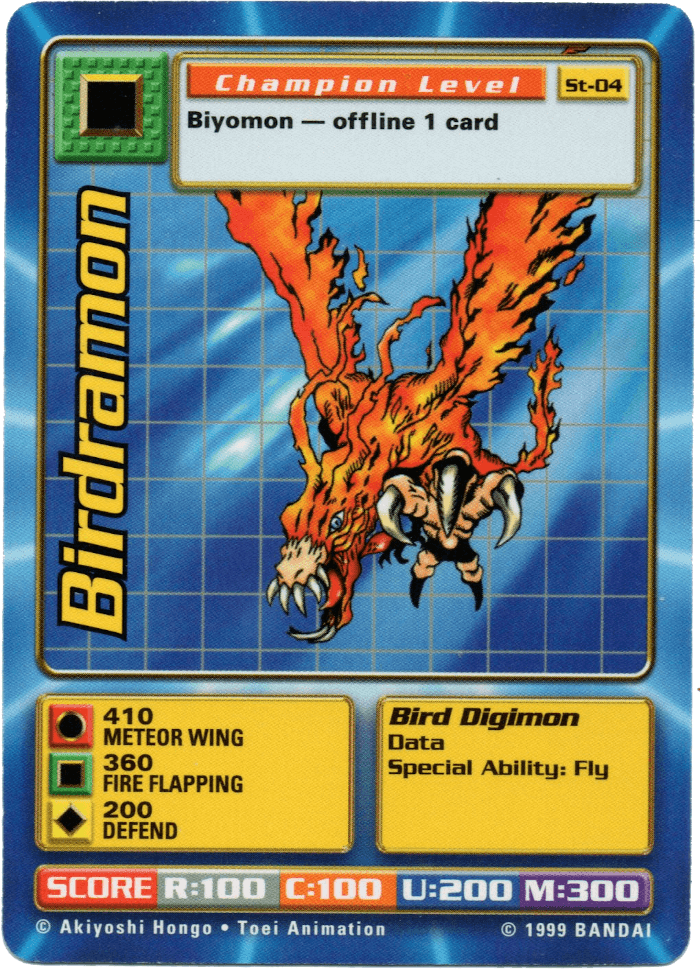 Champion Level
St-04
Biyomon — offline 1 card
Birdramon
410
METEOR WING
360
FIRE FLAPPING
200
DEFEND
Bird Digimon
Data
Special Ability: Fly
SCORE R:100 C:100 U:200 M:300
© Akiyoshi Hongo • Toei Animation
© 1999 BANDAI